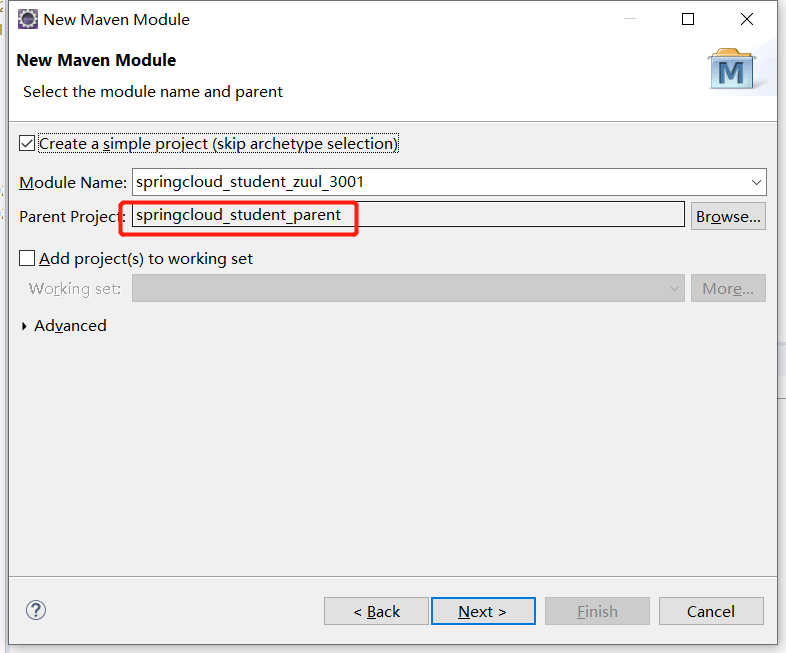 New Maven Module
New Maven Module
Select the module name and parent
M
Create a simple project (skip archetype selection)
Module Name: springcloud_student_zuul_3001
Parent Project: springcloud_student_parent Browse...
Add project(s) to working set
Working set: More...
Advanced
? < Back Next > Finish Cancel